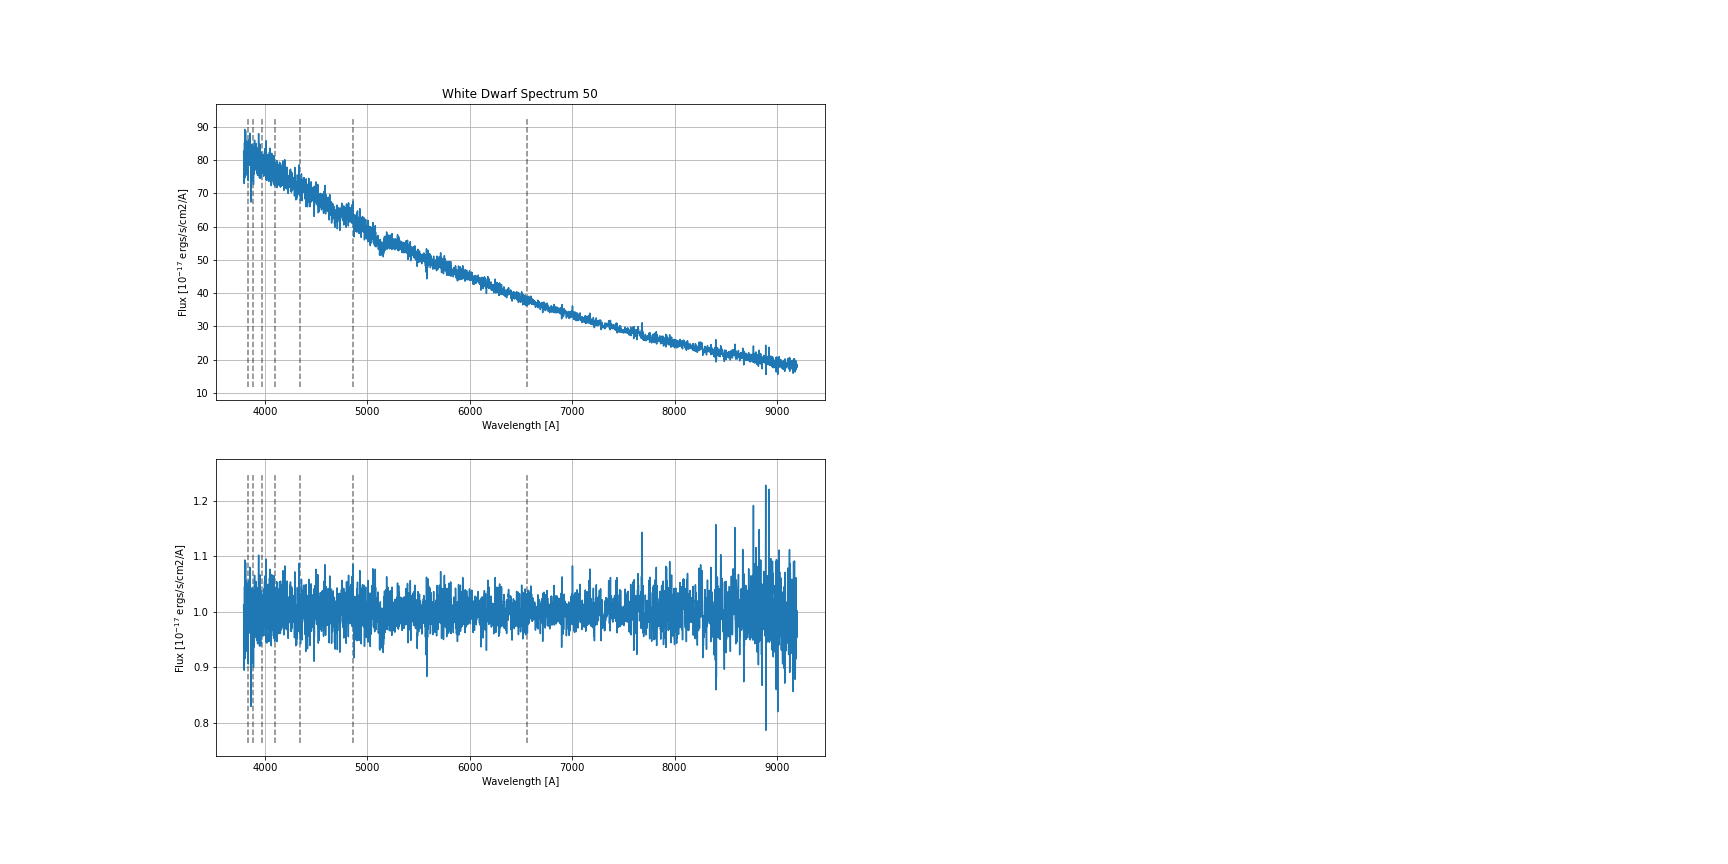 White Dwarf Spectrum 50
90
80
70
60
50
40
30
20
10
Flux [10⁻¹⁷ ergs/s/cm2/A]
4000 5000 6000 7000 8000 9000
Wavelength [A]
1.2
1.1
1.0
0.9
0.8
Flux [10⁻¹⁷ ergs/s/cm2/A]
4000 5000 6000 7000 8000 9000
Wavelength [A]